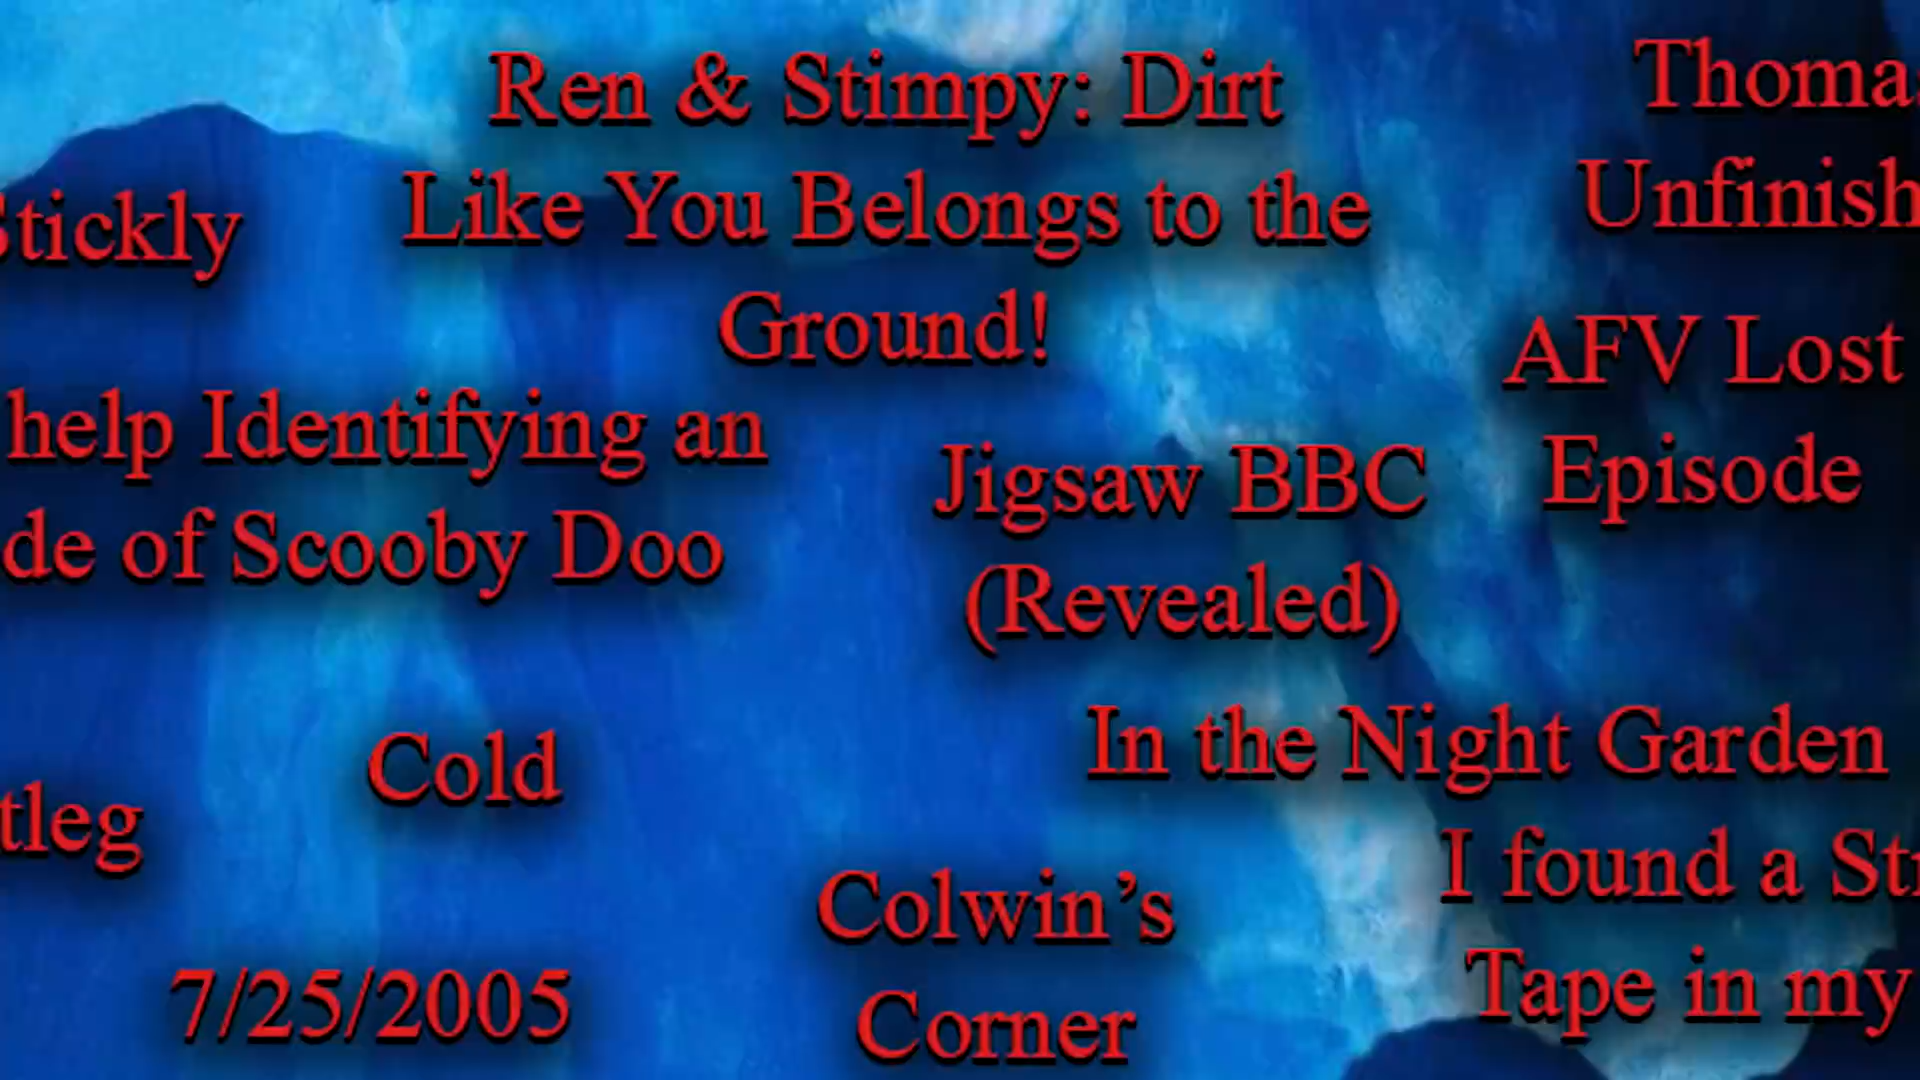 Ren & Stimpy: Dirt
Like You Belongs to the
Ground!
Stickly
Unfinish
AFV Lost
Episode
help Identifying an
de of Scooby Doo
Jigsaw BBC
(Revealed)
In the Night Garden
Cold
tleg
I found a
Tape in my
Colwin’s
Corner
7/25/2005